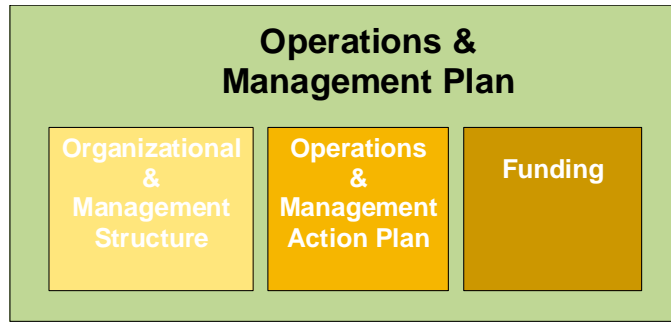 Operations &
Management Plan
Organizational
&
Management
Structure
Operations
&
Management
Action Plan
Funding